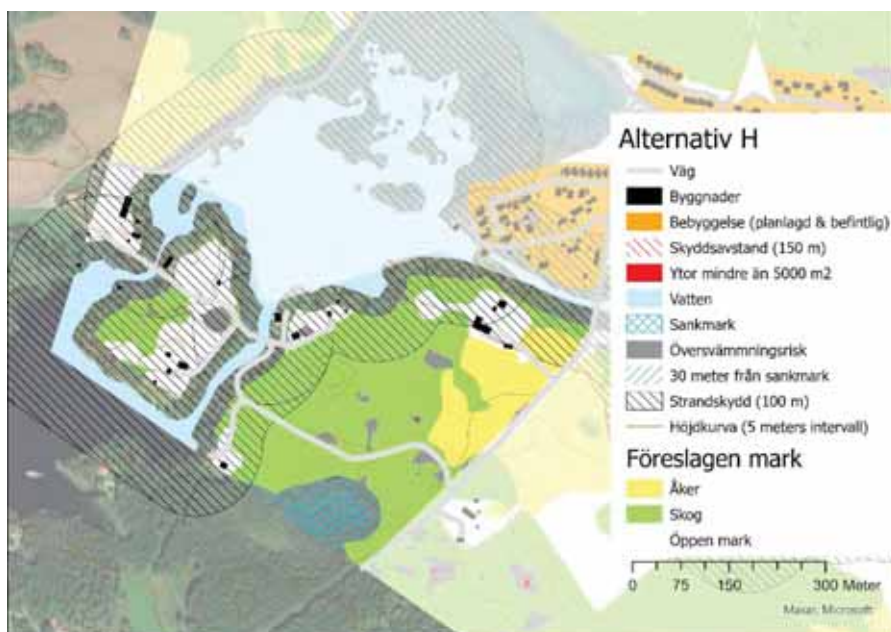 Alternativ H
Väg
Byggnader
Bebyggelse (planlagd & befintlig)
Skyddsavstand (150 m)
Ytor mindre än 5000 m2
Vatten
Sankmark
Översvämmningsrisk
30 meter från sankmark
Strandskydd (100 m)
Höjdkurva (5 meters intervall)
Föreslagen mark
Åker
Skog
Öppen mark
0 75 150 300 Meter
Maxar, Microsoft